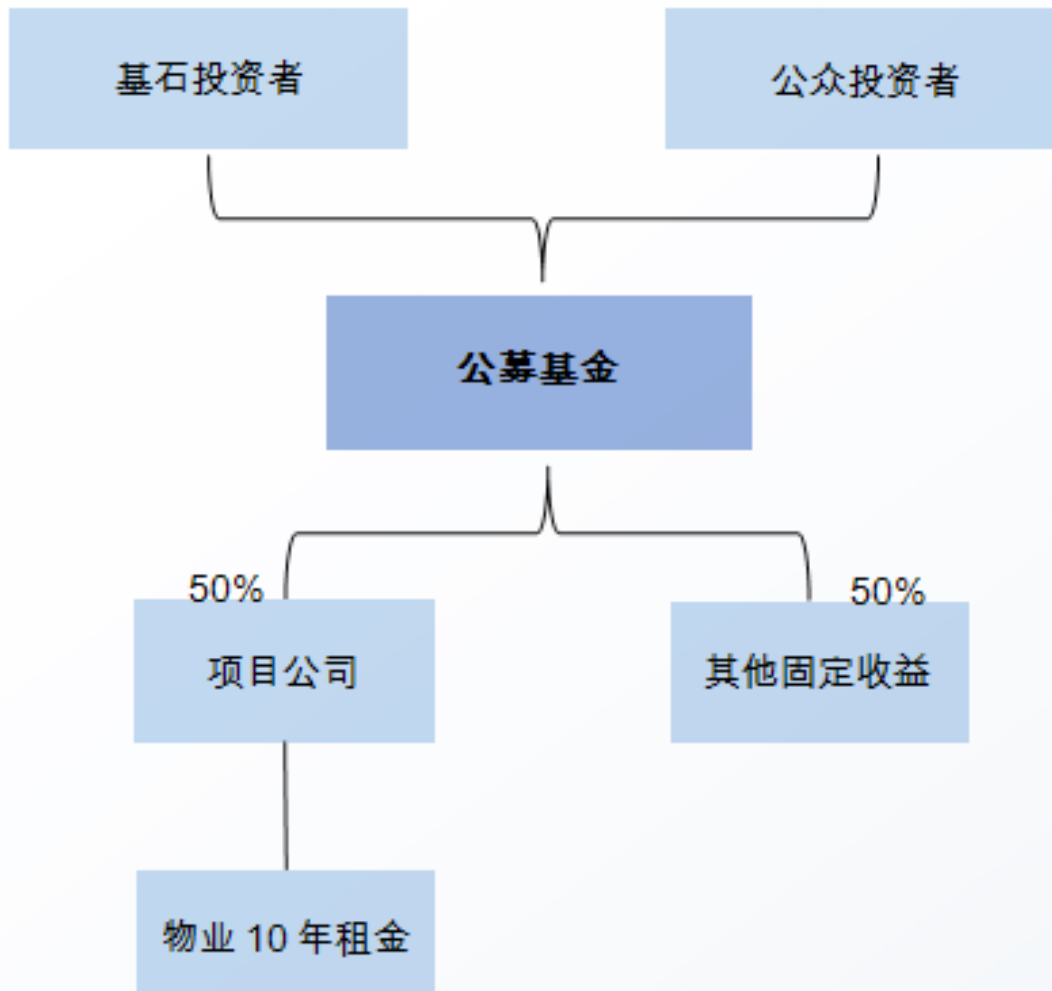 基石投资者
公众投资者
公募基金
50%
50%
项目公司
其他固定收益
物业 10 年租金